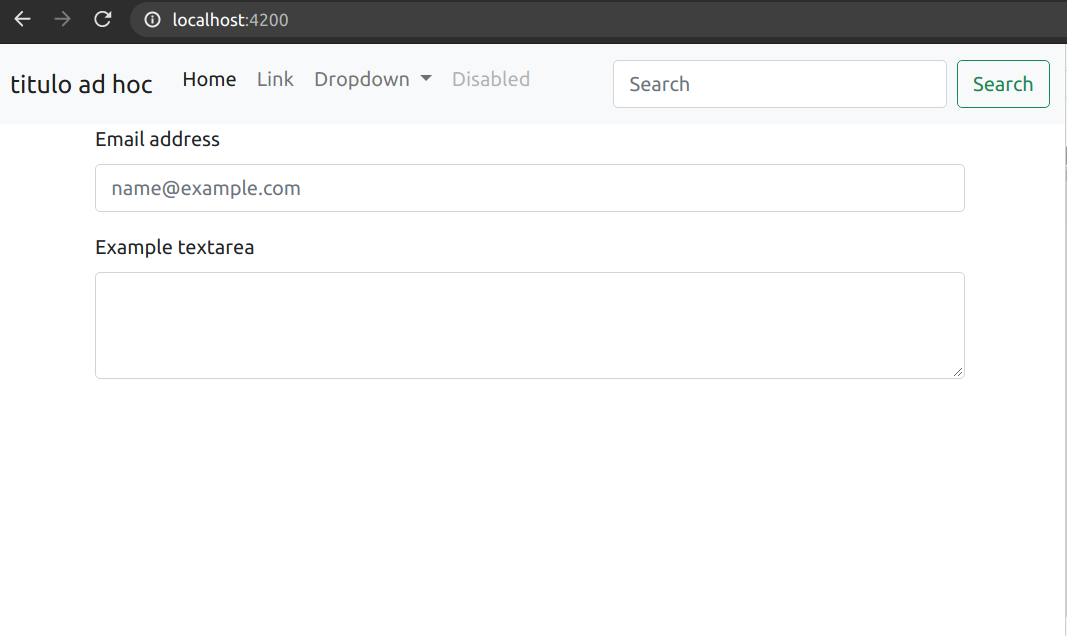 localhost:4200
titulo ad hoc Home Link Dropdown Disabled Search Search
Email address
name@example.com
Example textarea